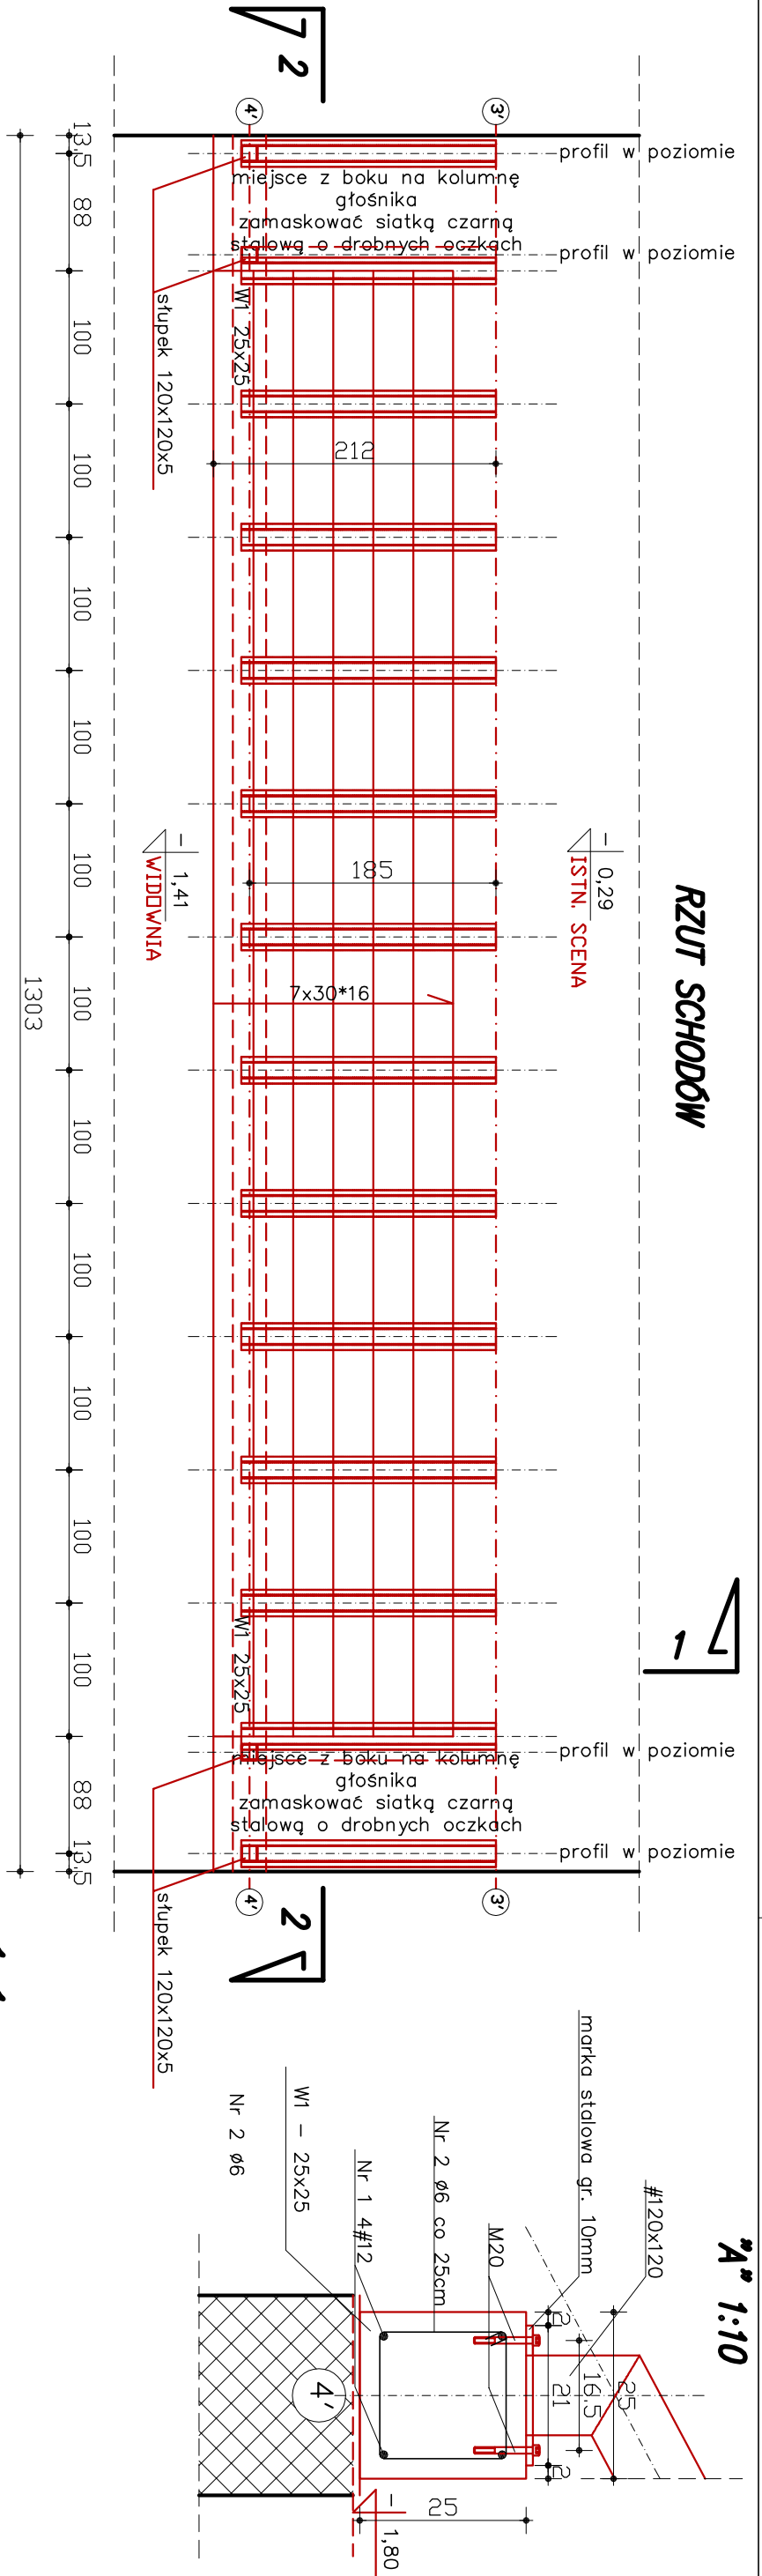 RZUT SCHODÓW
2
1
4'
3'
profil w poziomie
miejsce z boku na kolumnę
głośnika
zamaskować siatką czarną
stalową o drobnych oczkach
profil w poziomie
W1 25x25
słupek 120x120x5
212
185
7x30*16
- 0,29
ISTN. SCENA
- 1,41
WIDOWNIA
W1 25x25
profil w poziomie
miejsce z boku na kolumnę
głośnika
zamaskować siatką czarną
stalową o drobnych oczkach
profil w poziomie
słupek 120x120x5
4'
3'
2
13,5
88
100
100
100
100
100
100
100
100
100
100
100
88
13,5
1303
"A" 1:10
#120x120
marka stalowa gr. 10mm
M20
Nr 2 ø6 co 25cm
Nr 1 4#12
W1 - 25x25
Nr 2 ø6
25
16,5
2
21
2
25
4'
- 1,80